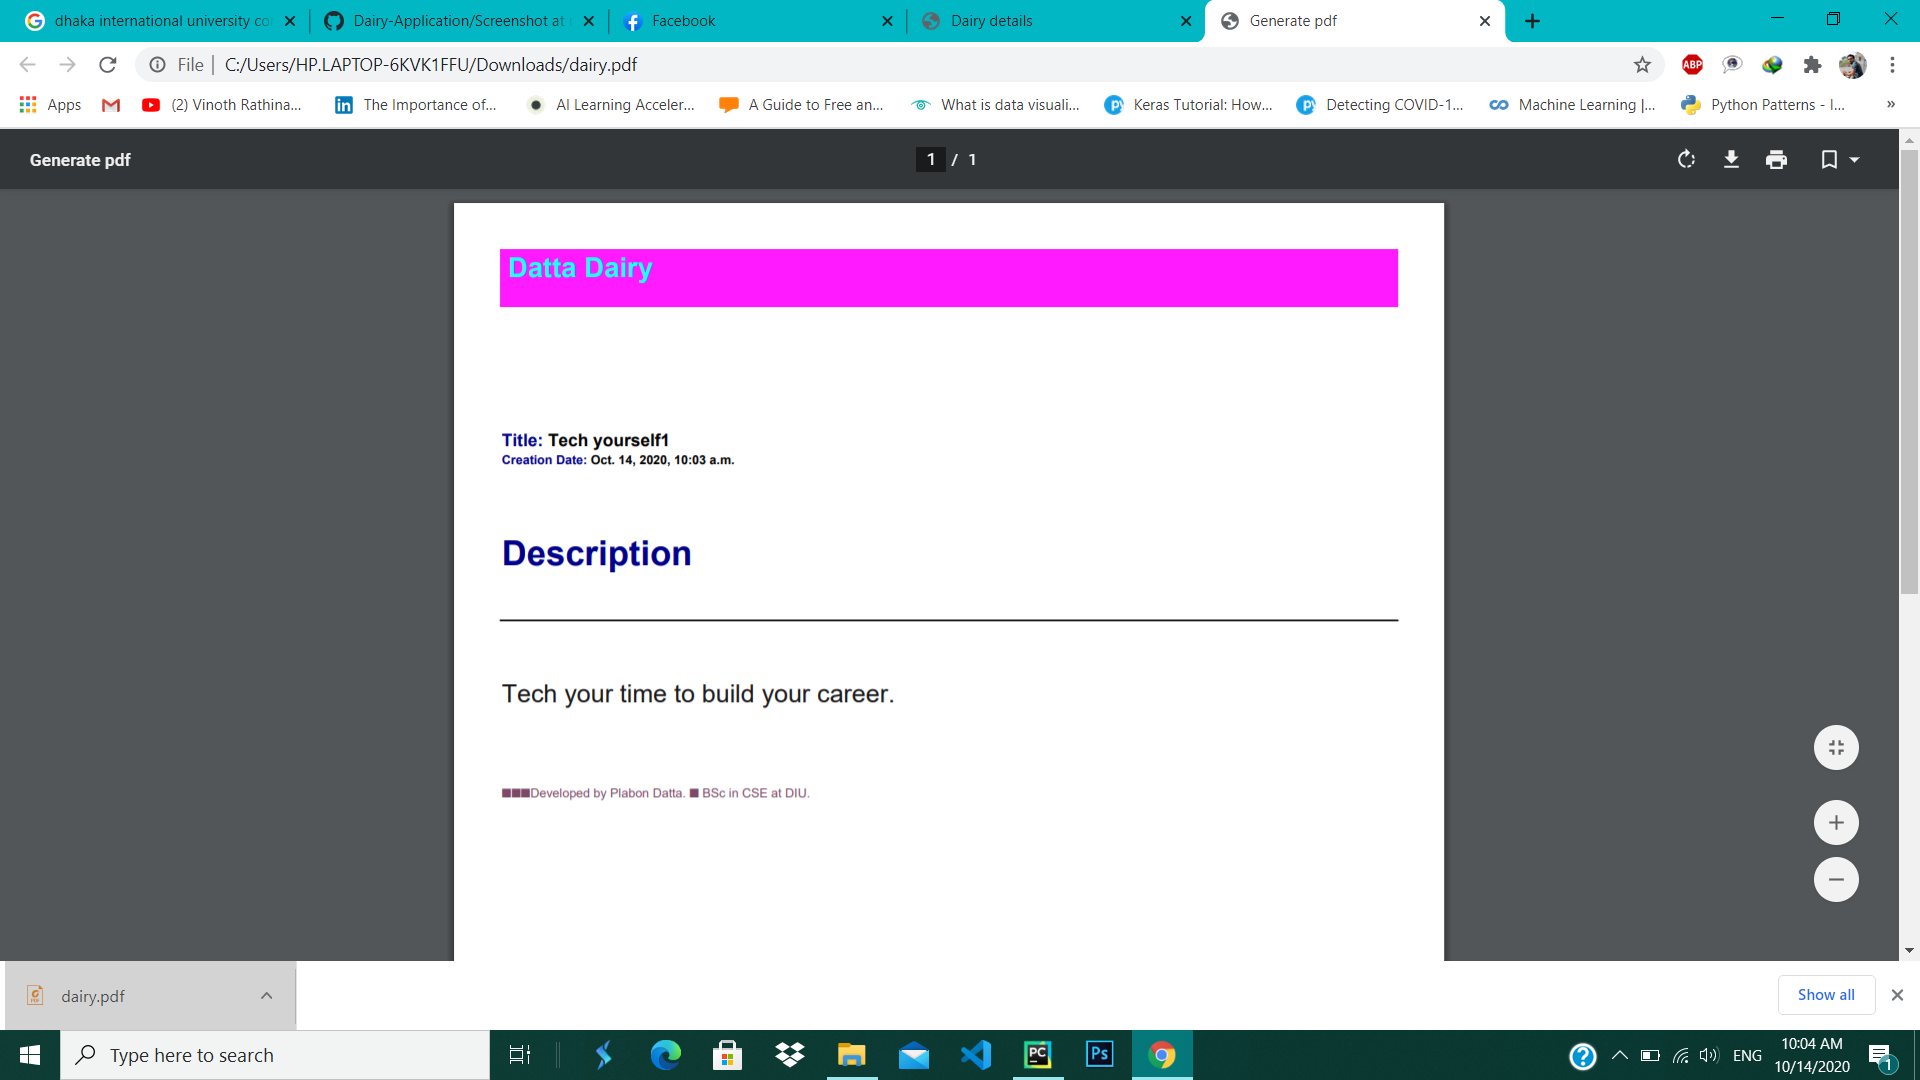 dhaka international university co
Dairy-Application/Screenshot at
Facebook
Dairy details
Generate pdf
File | C:/Users/HP.LAPTOP-6KVK1FFU/Downloads/dairy.pdf
ABP
Apps
(2) Vinoth Rathina...
The Importance of...
AI Learning Acceler...
A Guide to Free an...
What is data visuali...
Keras Tutorial: How...
Detecting COVID-1...
Machine Learning |...
Python Patterns - I...
»
Generate pdf
1 / 1
Datta Dairy
Title: Tech yourself1
Creation Date: Oct. 14, 2020, 10:03 a.m.
Description
Tech your time to build your career.
■■■Developed by Plabon Datta. ■ BSc in CSE at DIU.
dairy.pdf
Show all
Type here to search
PC
Ps
ENG
10:04 AM
10/14/2020
1